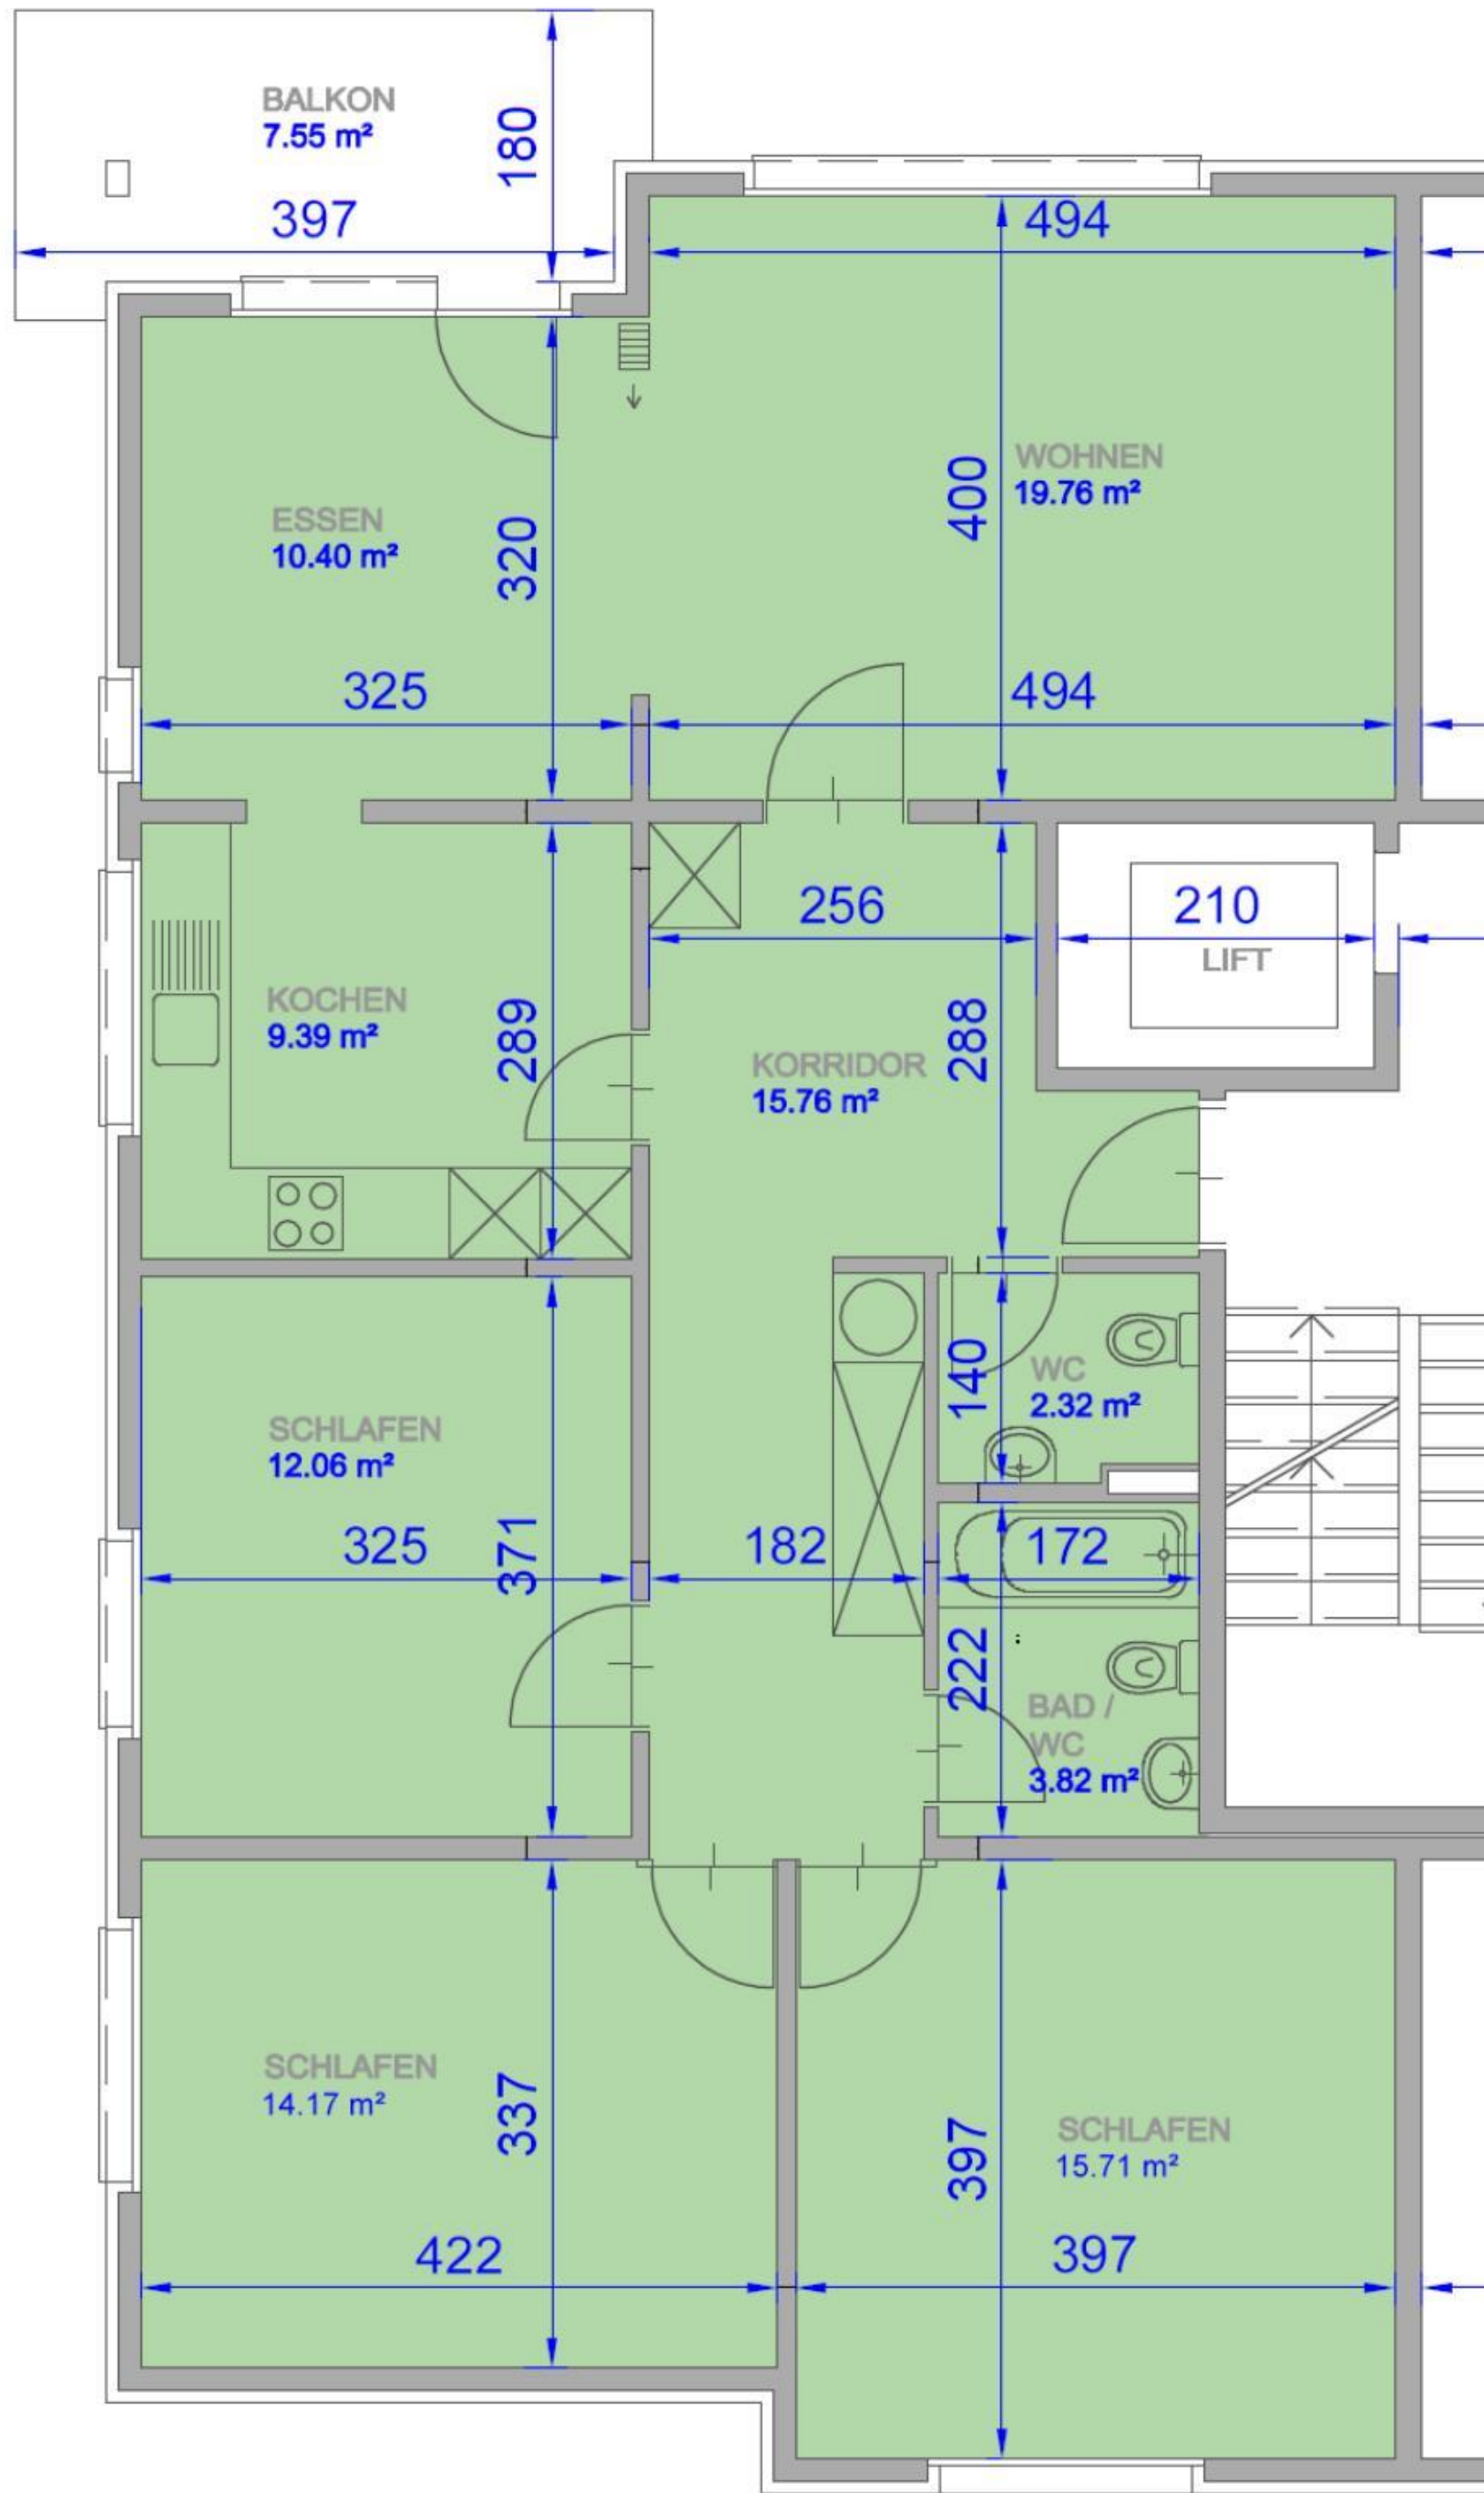 BALKON
7.55 m²
180
397
494
WOHNEN
19.76 m²
400
ESSEN
10.40 m²
320
325
494
256
210
LIFT
KOCHEN
9.39 m²
289
288
KORRIDOR
15.76 m²
WC
2.32 m²
140
SCHLAFEN
12.06 m²
325
371
182
172
222
BAD /
WC
3.82 m²
SCHLAFEN
14.17 m²
337
SCHLAFEN
15.71 m²
397
422
397